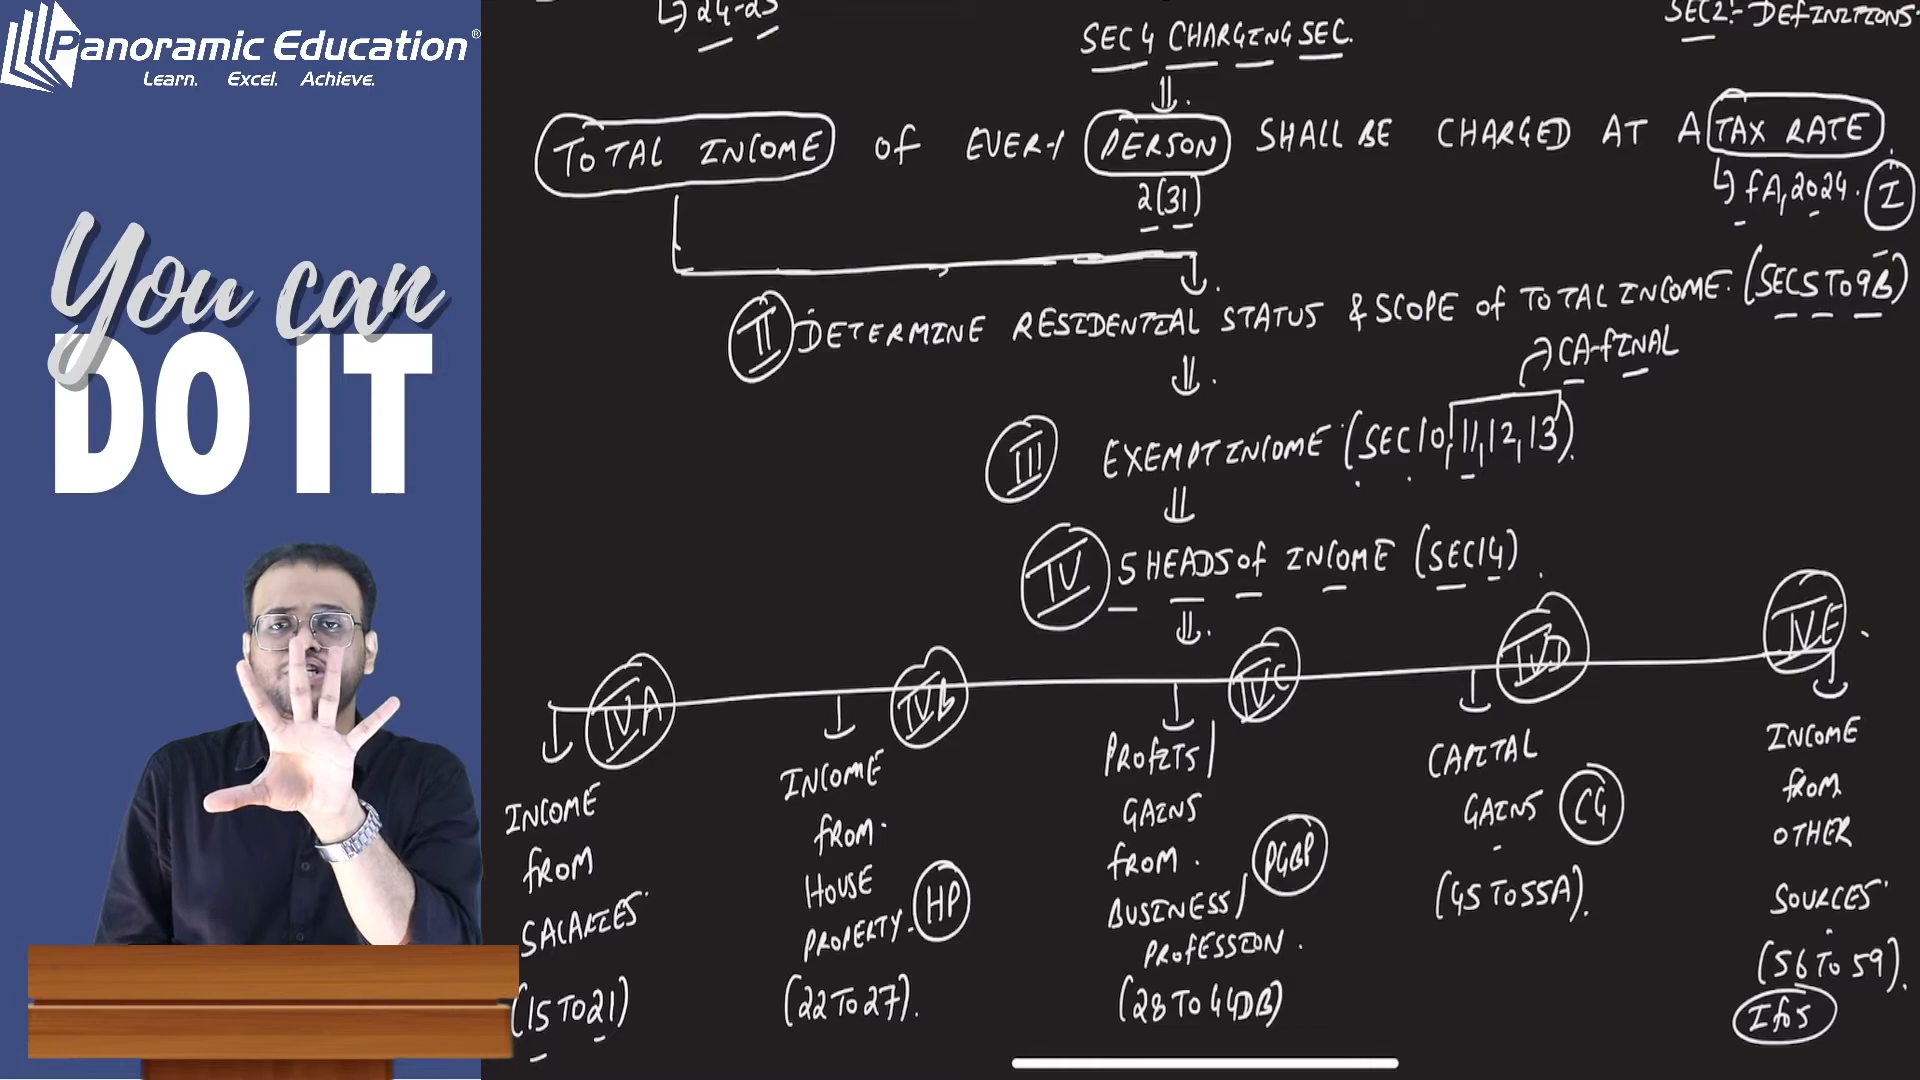 Panoramic Education®
Learn. Excel. Achieve.
You can
DO IT
24-25
SEC 2:- DEFINITIONS.
SEC 4 CHARGING SEC.
TOTAL INCOME OF EVERY PERSON SHALL BE CHARGED AT A TAX RATE.
2(31)
FA, 2024. I
II DETERMINE RESIDENTIAL STATUS & SCOPE OF TOTAL INCOME. (SEC 5 TO 9B)
CA-FINAL
III EXEMPT INCOME (SEC 10, 11, 12, 13).
IV 5 HEADS OF INCOME (SEC 14).
IVA
INCOME
FROM
SALARIES
(15 TO 21)
IVB
INCOME
FROM
HOUSE
PROPERTY. HP
(22 TO 27).
IVC
PROFITS/
GAINS
FROM
BUSINESS/ PGBP
PROFESSION.
(28 TO 44DB)
IVD
CAPITAL
GAINS CG
(45 TO 55A).
IVE
INCOME
FROM
OTHER
SOURCES
(56 TO 59).
IFOS